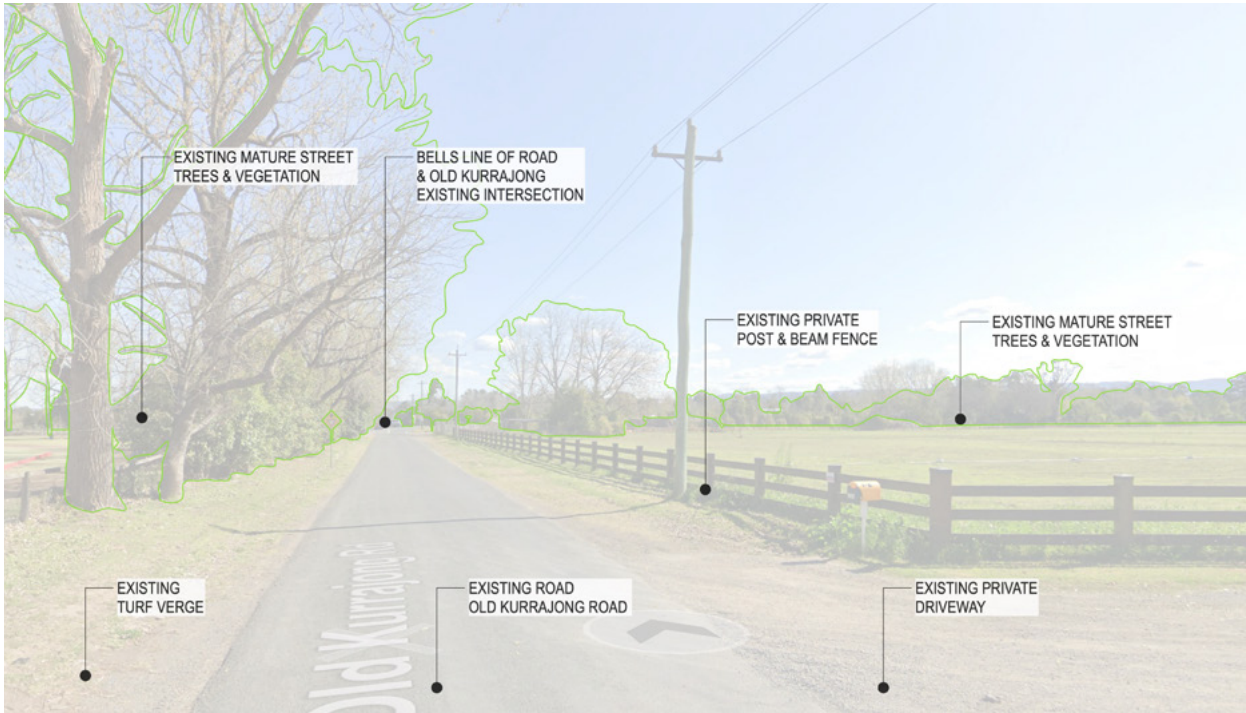 EXISTING MATURE STREET
TREES & VEGETATION
BELLS LINE OF ROAD
& OLD KURRAJONG
EXISTING INTERSECTION
EXISTING PRIVATE
POST & BEAM FENCE
EXISTING MATURE STREET
TREES & VEGETATION
EXISTING
TURF VERGE
EXISTING ROAD
OLD KURRAJONG ROAD
EXISTING PRIVATE
DRIVEWAY
Old Kurrajong Rd